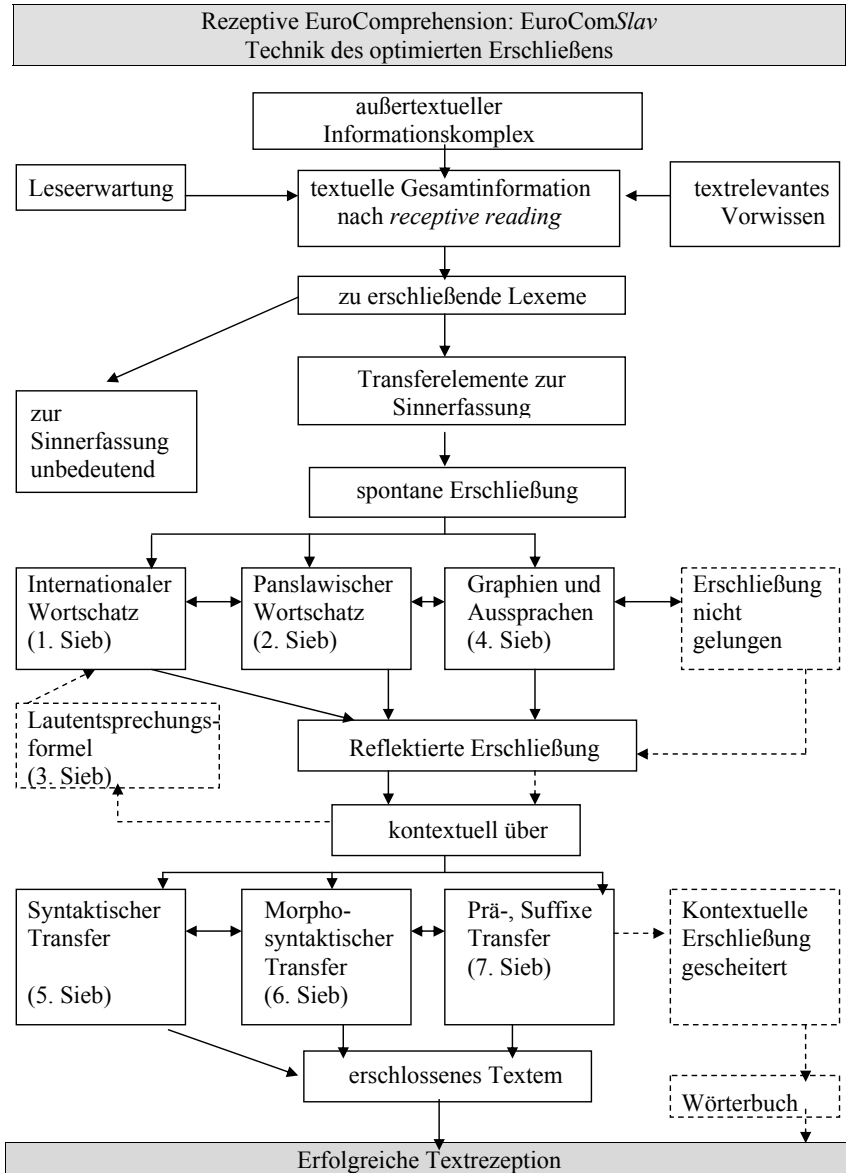 Rezeptive EuroComprehension: EuroComSlav
Technik des optimierten Erschließens
außertextueller
Informationskomplex
Leseerwartung
textuelle Gesamtinformation
nach receptive reading
textrelevantes
Vorwissen
zu erschließende Lexeme
Transferelemente zur
Sinnerfassung
zur
Sinnerfassung
unbedeutend
spontane Erschließung
Internationaler
Wortschatz
(1. Sieb)
Panslawischer
Wortschatz
(2. Sieb)
Graphien und
Aussprachen
(4. Sieb)
Erschließung
nicht
gelungen
Lautentsprechungs-
formel
(3. Sieb)
Reflektierte Erschließung
kontextuell über
Syntaktischer
Transfer
(5. Sieb)
Morpho-
syntaktischer
Transfer
(6. Sieb)
Prä-, Suffixe
Transfer
(7. Sieb)
Kontextuelle
Erschließung
gescheitert
erschlossenes Textem
Wörterbuch
Erfolgreiche Textrezeption